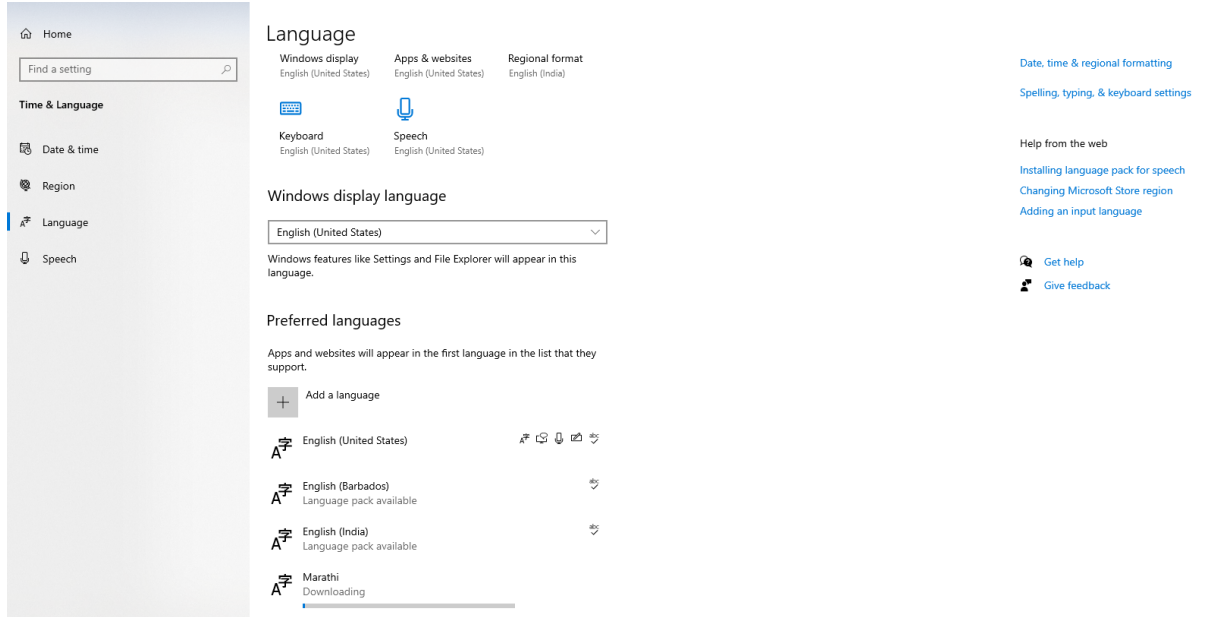 Home
Find a setting
Time & Language
Date & time
Region
Language
Speech
Language
Windows display
English (United States)
Apps & websites
English (United States)
Regional format
English (India)
Keyboard
English (United States)
Speech
English (United States)
Windows display language
English (United States)
Windows features like Settings and File Explorer will appear in this
language.
Preferred languages
Apps and websites will appear in the first language in the list that they
support.
Add a language
English (United States)
English (Barbados)
Language pack available
English (India)
Language pack available
Marathi
Downloading
Date, time & regional formatting
Spelling, typing, & keyboard settings
Help from the web
Installing language pack for speech
Changing Microsoft Store region
Adding an input language
Get help
Give feedback